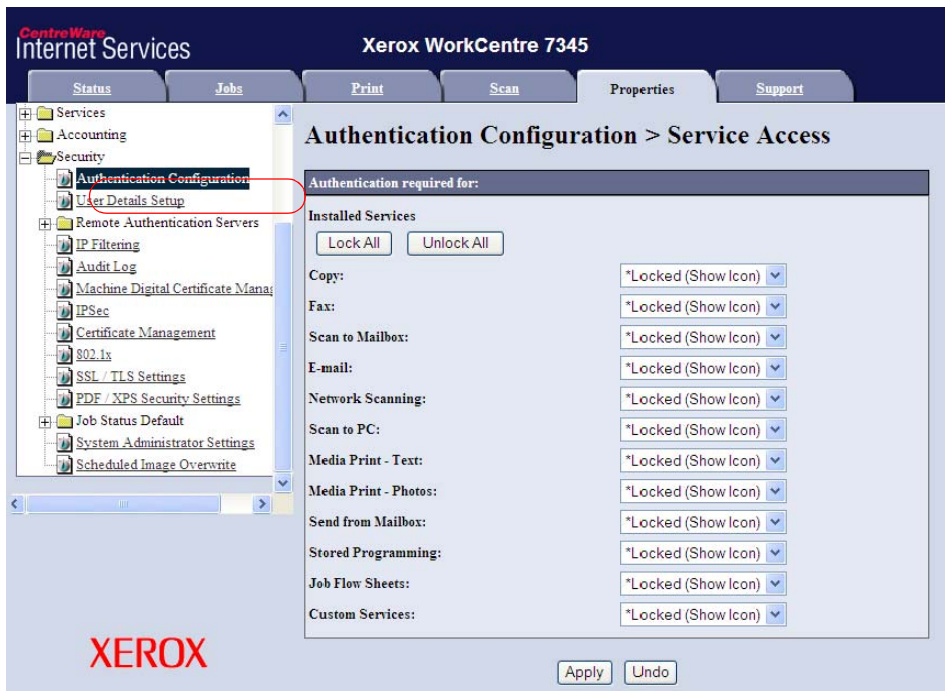 CentreWare
Internet Services
Xerox WorkCentre 7345
Status
Jobs
Print
Scan
Properties
Support
Services
Accounting
Security
Authentication Configuration
User Details Setup
Remote Authentication Servers
IP Filtering
Audit Log
Machine Digital Certificate Manag
IPSec
Certificate Management
802.1x
SSL / TLS Settings
PDF / XPS Security Settings
Job Status Default
System Administrator Settings
Scheduled Image Overwrite
XEROX
Authentication Configuration > Service Access
Authentication required for:
Installed Services
Lock All Unlock All
Copy: *Locked (Show Icon)
Fax: *Locked (Show Icon)
Scan to Mailbox: *Locked (Show Icon)
E-mail: *Locked (Show Icon)
Network Scanning: *Locked (Show Icon)
Scan to PC: *Locked (Show Icon)
Media Print - Text: *Locked (Show Icon)
Media Print - Photos: *Locked (Show Icon)
Send from Mailbox: *Locked (Show Icon)
Stored Programming: *Locked (Show Icon)
Job Flow Sheets: *Locked (Show Icon)
Custom Services: *Locked (Show Icon)
Apply Undo